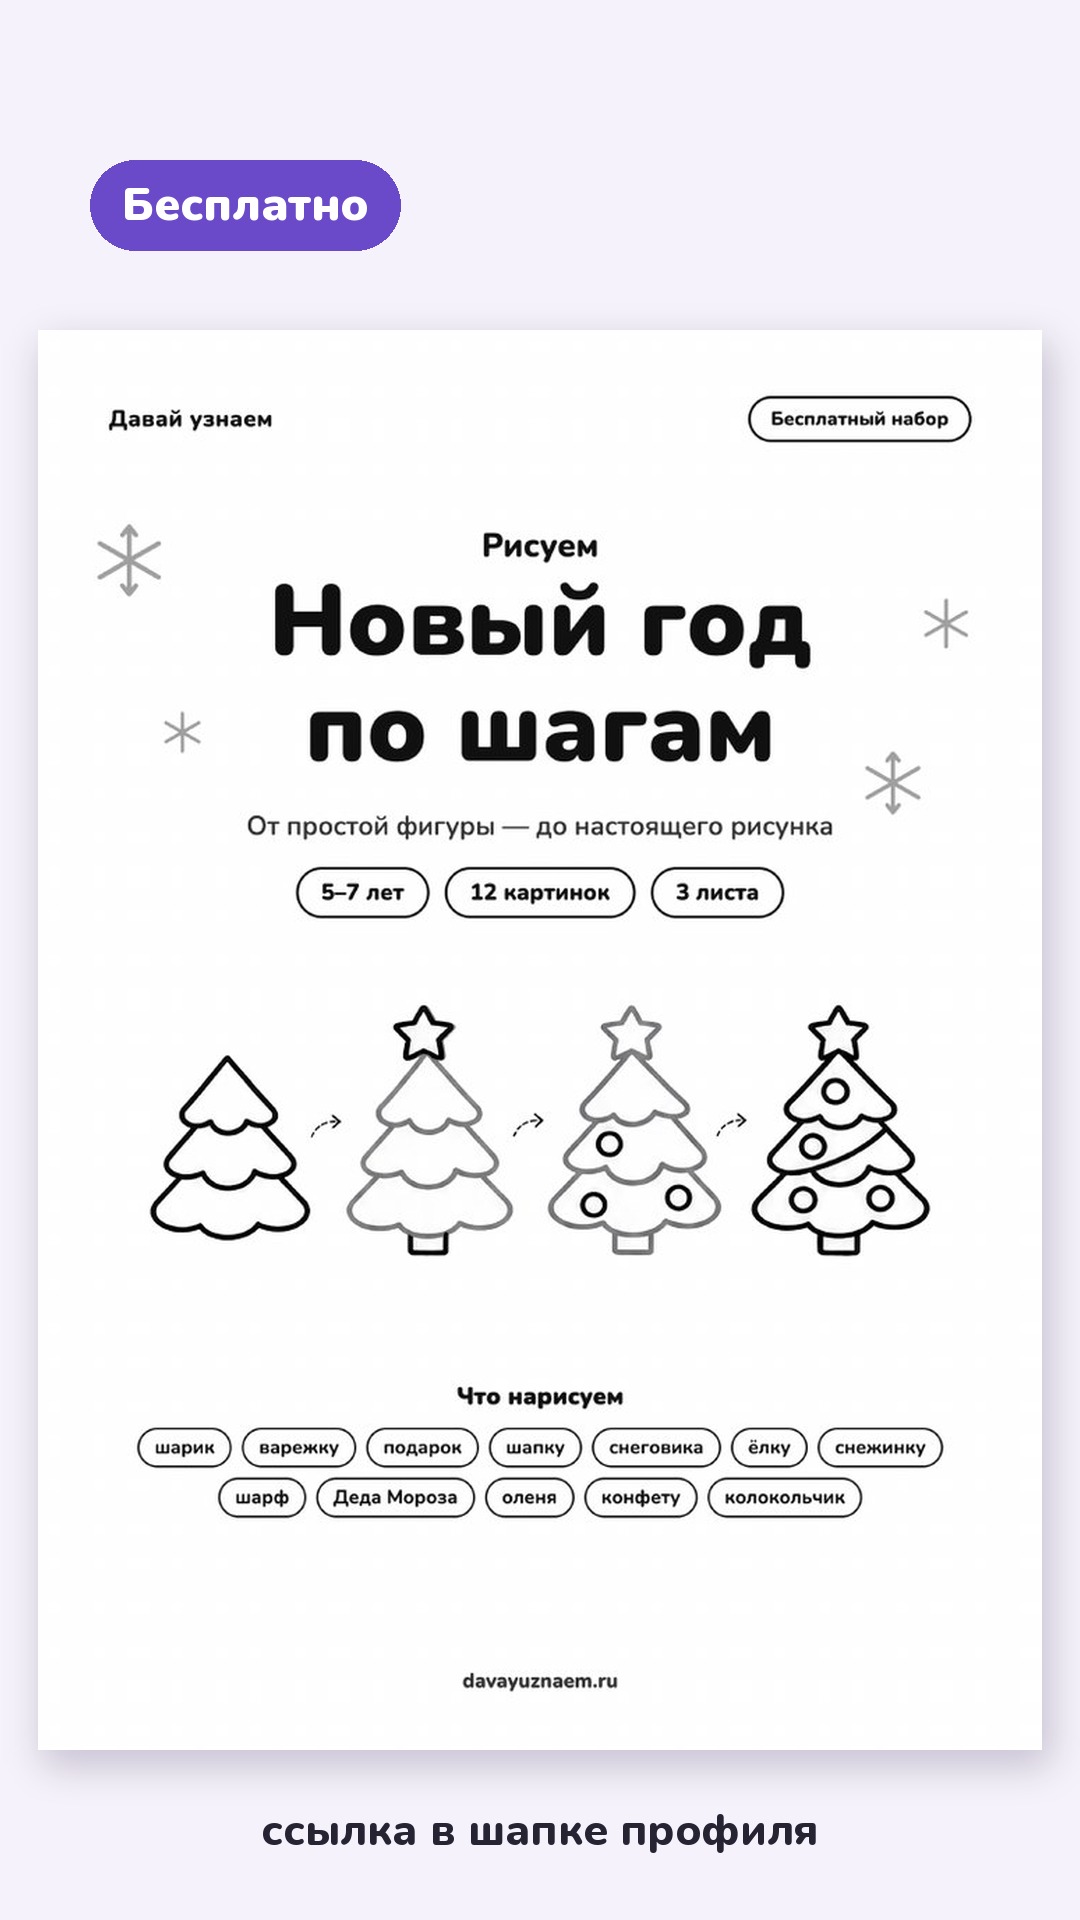 Бесплатно
Давай узнаем
Бесплатный набор
Рисуем
Новый год
по шагам
От простой фигуры — до настоящего рисунка
5–7 лет
12 картинок
3 листа
Что нарисуем
шарик варежку подарок шапку снеговика ёлку снежинку
шарф Деда Мороза оленя конфету колокольчик
davayuznaem.ru
ссылка в шапке профиля